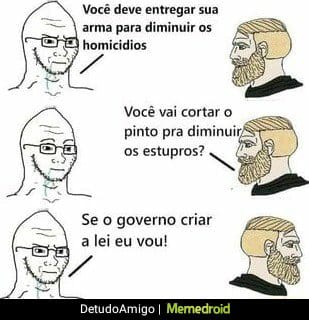 Você deve entregar sua
arma para diminuir os
homicidios
Você vai cortar o
pinto pra diminuir
os estupros?
Se o governo criar
a lei eu vou!
DetudoAmigo | Memedroid